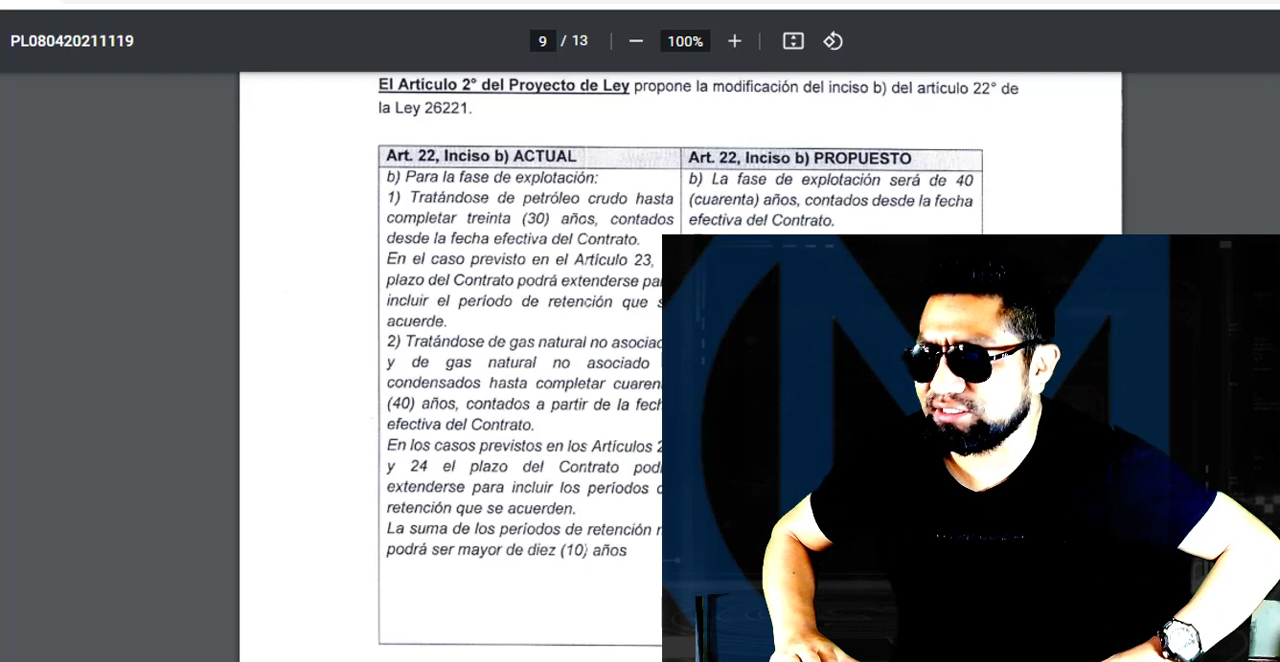 PL080420211119
9 / 13
100%
El Artículo 2° del Proyecto de Ley propone la modificación del inciso b) del artículo 22° de
la Ley 26221.
Art. 22, Inciso b) ACTUAL
b) Para la fase de explotación:
1) Tratándose de petróleo crudo hasta
completar treinta (30) años, contados
desde la fecha efectiva del Contrato.
En el caso previsto en el Artículo 23,
plazo del Contrato podrá extenderse
incluir el período de retención que
acuerde.
2) Tratándose de gas natural no
y de gas natural no asociado
condensados hasta completar
(40) años, contados a partir de la
efectiva del Contrato.
En los casos previstos en los Artículos
y 24 el plazo del Contrato
extenderse para incluir los períodos
retención que se acuerden.
La suma de los períodos de retención
podrá ser mayor de diez (10) años
Art. 22, Inciso b) PROPUESTO
b) La fase de explotación será de 40
(cuarenta) años, contados desde la fecha
efectiva del Contrato.